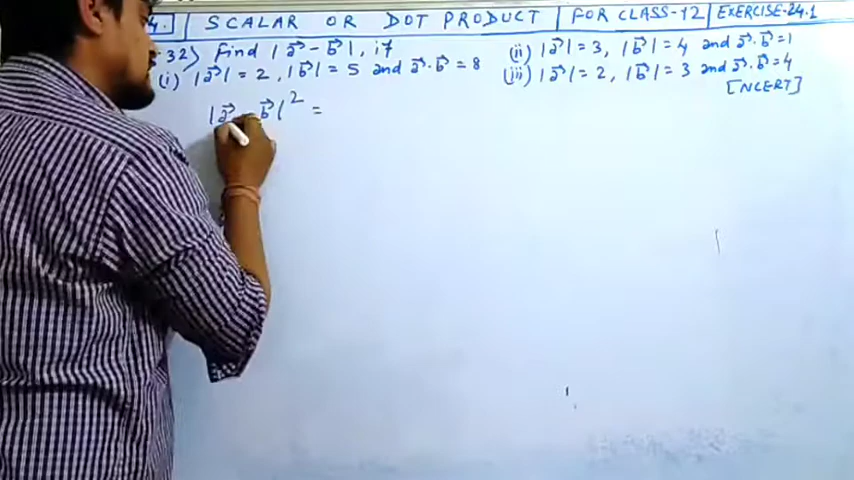 4. SCALAR OR DOT PRODUCT FOR CLASS-12 EXERCISE-24.1
32) Find |a⃗ - b⃗|, if
(i) |a⃗| = 2, |b⃗| = 5 and a⃗·b⃗ = 8
(ii) |a⃗| = 3, |b⃗| = 4 and a⃗·b⃗ = 1
(iii) |a⃗| = 2, |b⃗| = 3 and a⃗·b⃗ = 4
[NCERT]
|a⃗ - b⃗|² =